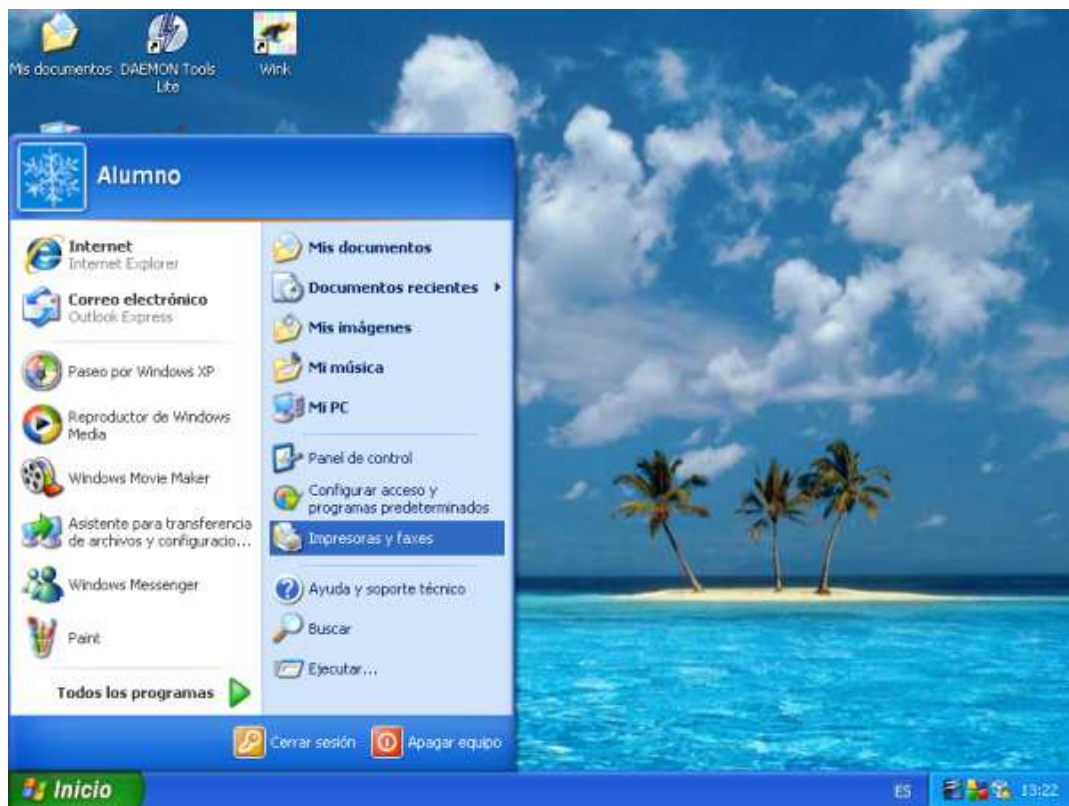 Mis documentos
DAEMON Tools
Lite
Wink
Alumno
Internet
Internet Explorer
Correo electrónico
Outlook Express
Paseo por Windows XP
Reproductor de Windows
Media
Windows Movie Maker
Asistente para transferencia
de archivos y configuracio...
Windows Messenger
Paint
Todos los programas
Mis documentos
Documentos recientes
Mis imágenes
Mi música
Mi PC
Panel de control
Configurar acceso y
programas predeterminados
Impresoras y faxes
Ayuda y soporte técnico
Buscar
Ejecutar...
Cerrar sesión
Apagar equipo
Inicio
ES
13:22